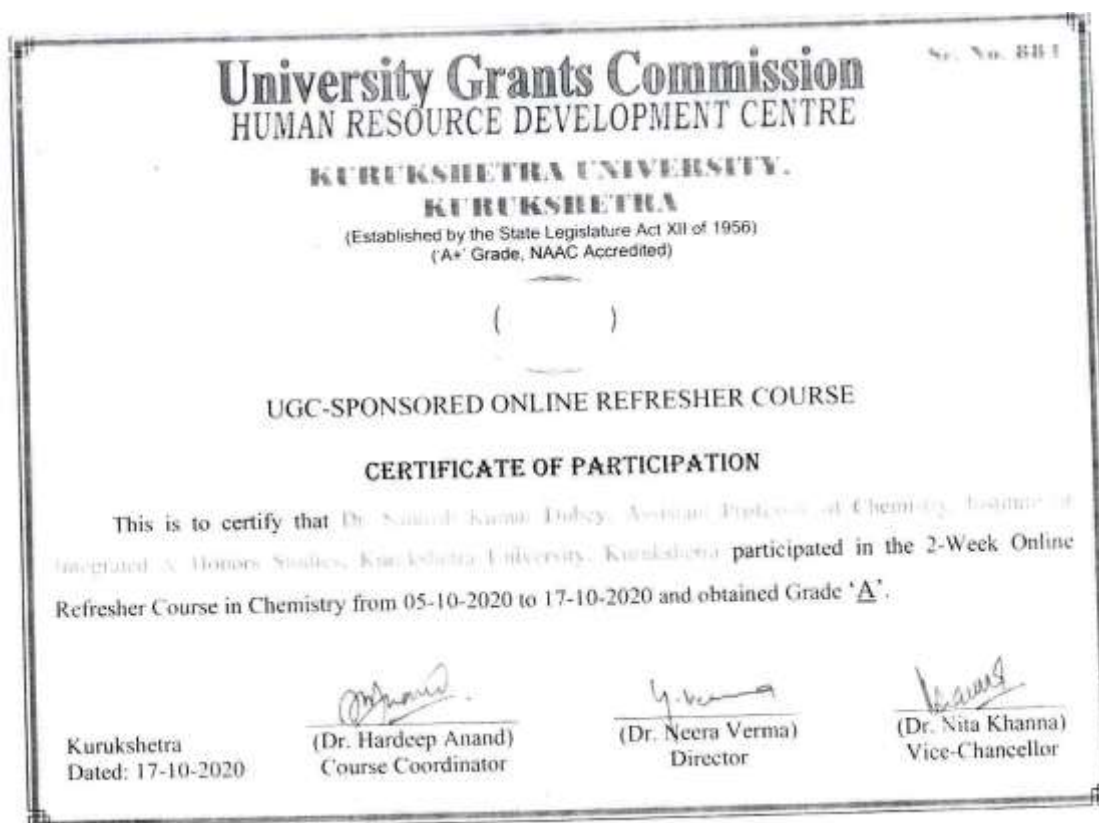 Sr. No. 884
University Grants Commission
HUMAN RESOURCE DEVELOPMENT CENTRE
KURUKSHETRA UNIVERSITY,
KURUKSHETRA
(Established by the State Legislature Act XII of 1956)
('A+' Grade, NAAC Accredited)
( )
UGC-SPONSORED ONLINE REFRESHER COURSE
CERTIFICATE OF PARTICIPATION
This is to certify that Dr. Kumar Dubey, Assistant Professor of Chemistry, Institute of
Integrated & Honors Studies, Kurukshetra University, Kurukshetra participated in the 2-Week Online
Refresher Course in Chemistry from 05-10-2020 to 17-10-2020 and obtained Grade 'A'.
Kurukshetra
Dated: 17-10-2020
(Dr. Hardeep Anand)
Course Coordinator
(Dr. Neera Verma)
Director
(Dr. Nita Khanna)
Vice-Chancellor